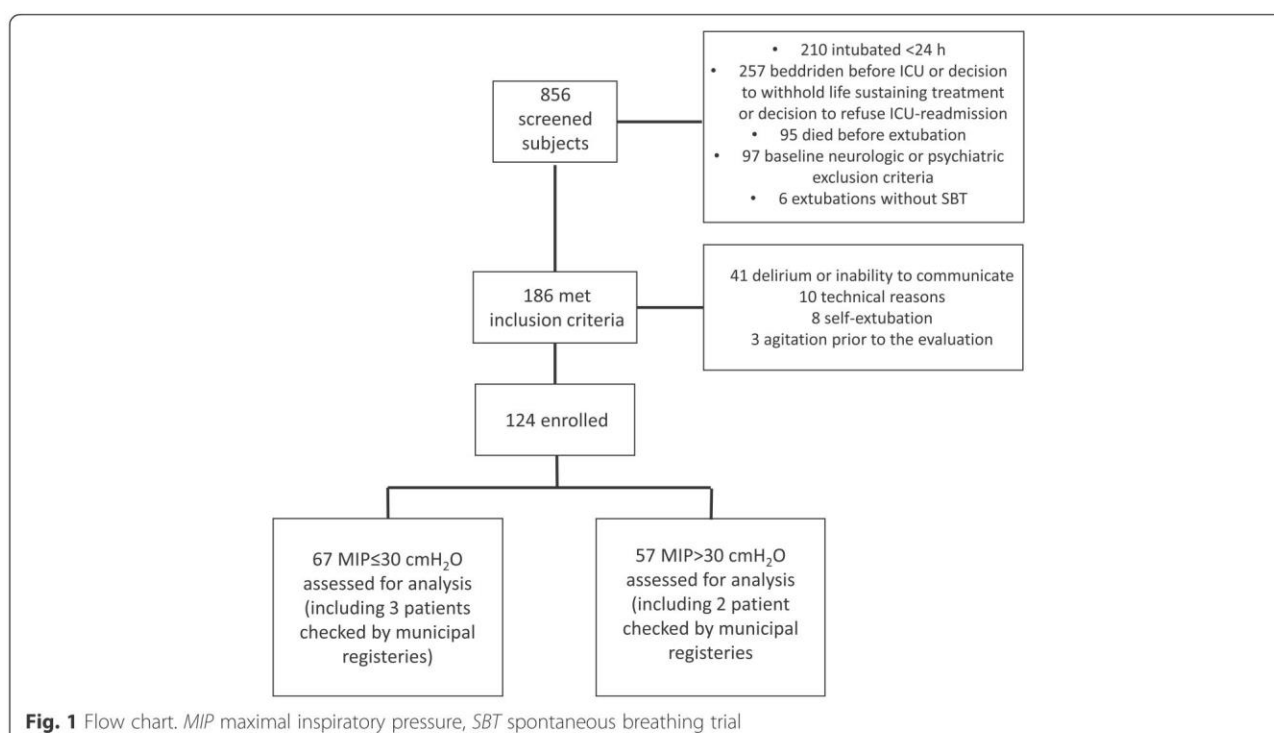 856
screened
subjects
• 210 intubated <24 h
• 257 beddriden before ICU or decision
to withhold life sustaining treatment
or decision to refuse ICU-readmission
• 95 died before extubation
• 97 baseline neurologic or psychiatric
exclusion criteria
• 6 extubations without SBT
186 met
inclusion criteria
41 delirium or inability to communicate
10 technical reasons
8 self-extubation
3 agitation prior to the evaluation
124 enrolled
67 MIP≤30 cmH₂O
assessed for analysis
(including 3 patients
checked by municipal
registeries)
57 MIP>30 cmH₂O
assessed for analysis
(including 2 patient
checked by municipal
registeries
Fig. 1 Flow chart. MIP maximal inspiratory pressure, SBT spontaneous breathing trial